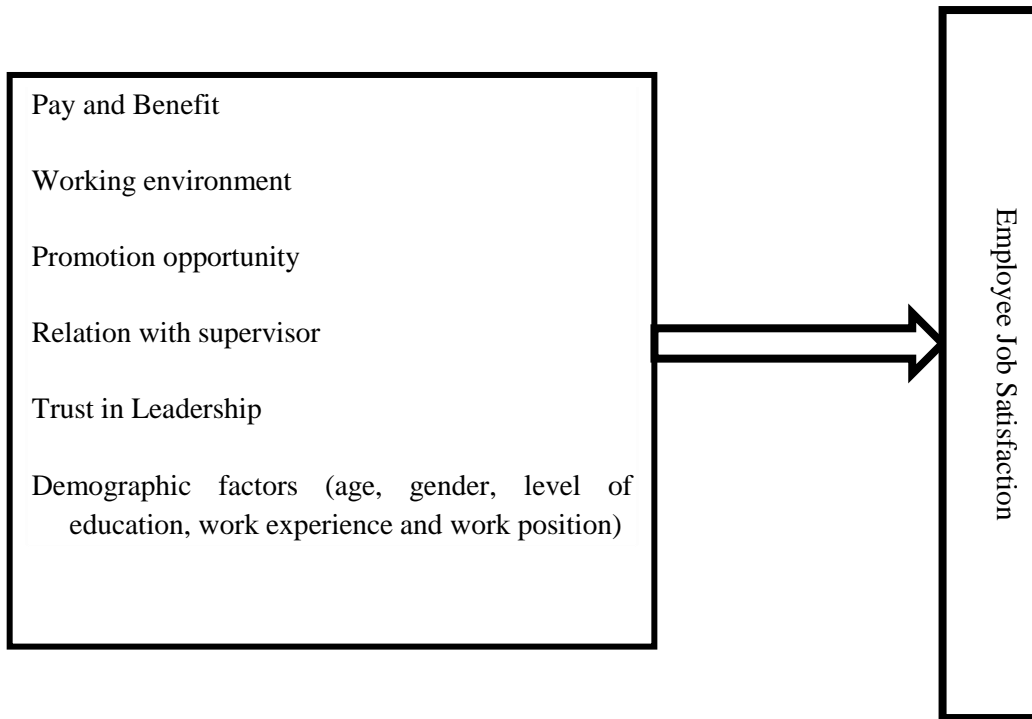 Pay and Benefit
Working environment
Promotion opportunity
Relation with supervisor
Trust in Leadership
Demographic factors (age, gender, level of
education, work experience and work position)
Employee Job Satisfaction